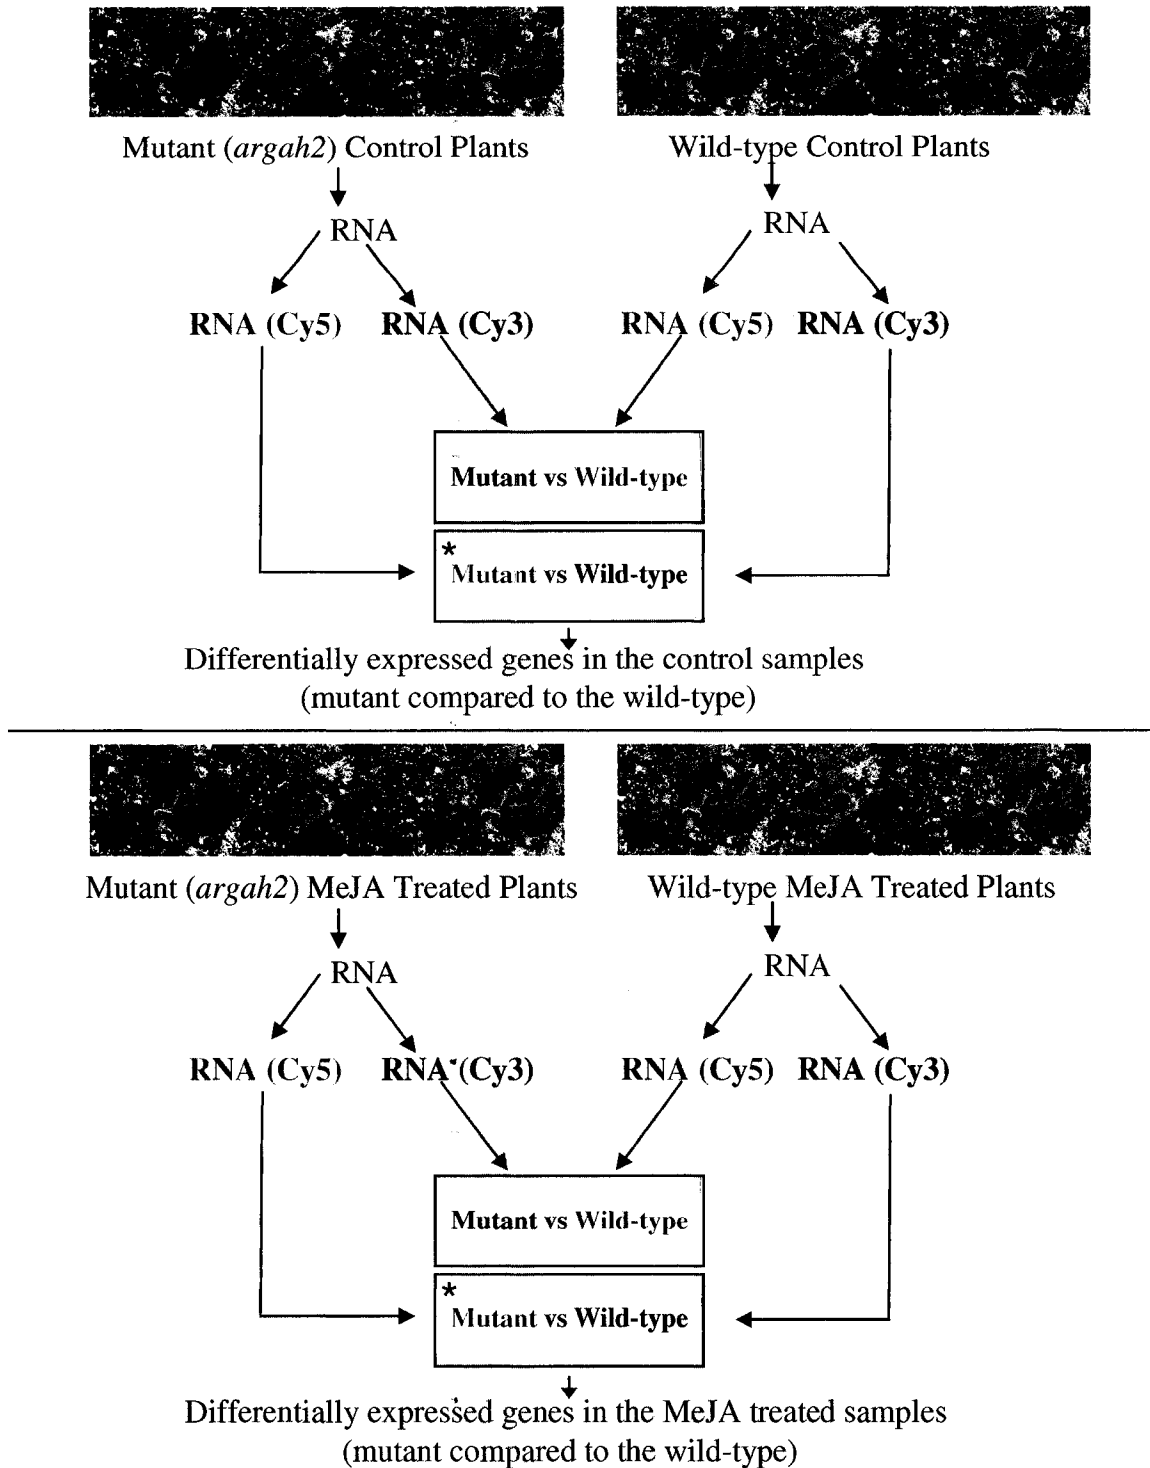 Mutant (argah2) Control Plants
Wild-type Control Plants
RNA
RNA
RNA (Cy5)
RNA (Cy3)
RNA (Cy5)
RNA (Cy3)
Mutant vs Wild-type
*
Mutant vs Wild-type
Differentially expressed genes in the control samples
(mutant compared to the wild-type)
Mutant (argah2) MeJA Treated Plants
Wild-type MeJA Treated Plants
RNA
RNA
RNA (Cy5)
RNA (Cy3)
RNA (Cy5)
RNA (Cy3)
Mutant vs Wild-type
*
Mutant vs Wild-type
Differentially expressed genes in the MeJA treated samples
(mutant compared to the wild-type)